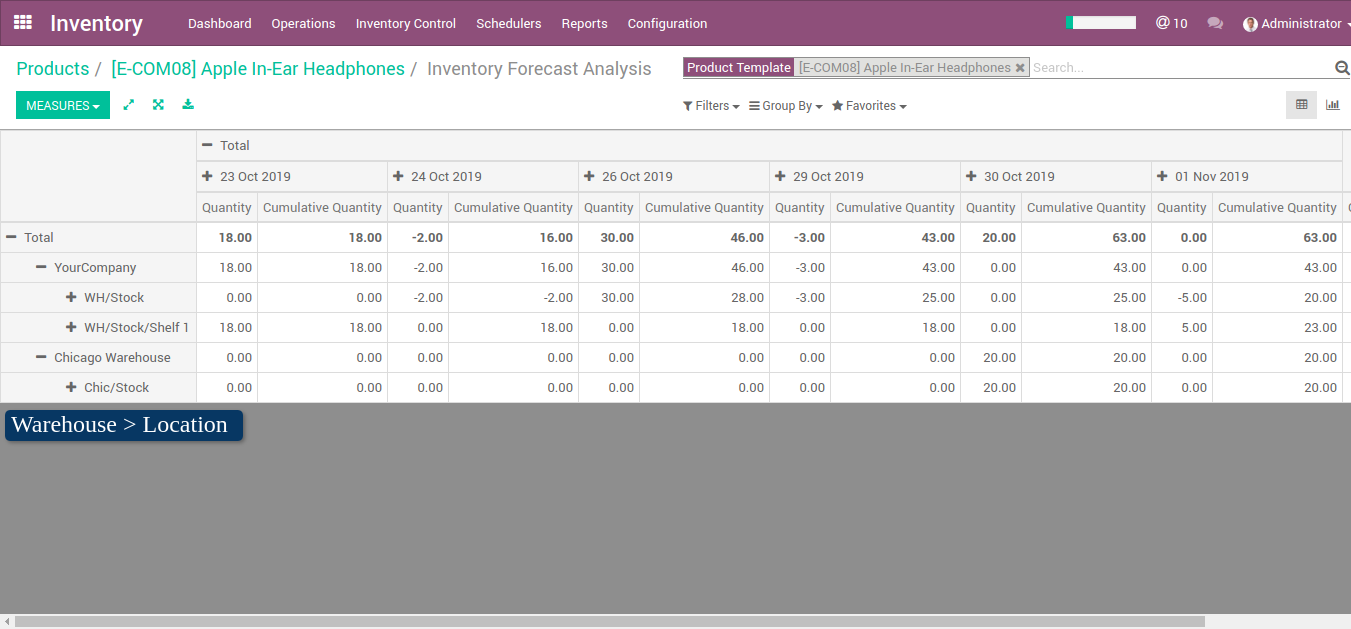 Inventory Dashboard Operations Inventory Control Schedulers Reports Configuration @ 10 Administrator
Products / [E-COM08] Apple In-Ear Headphones / Inventory Forecast Analysis Product Template [E-COM08] Apple In-Ear Headphones ✖ Search...
MEASURES Filters Group By Favorites
Total
23 Oct 2019 24 Oct 2019 26 Oct 2019 29 Oct 2019 30 Oct 2019 01 Nov 2019
Quantity Cumulative Quantity Quantity Cumulative Quantity Quantity Cumulative Quantity Quantity Cumulative Quantity Quantity Cumulative Quantity Quantity Cumulative Quantity
Total 18.00 18.00 -2.00 16.00 30.00 46.00 -3.00 43.00 20.00 63.00 0.00 63.00
YourCompany 18.00 18.00 -2.00 16.00 30.00 46.00 -3.00 43.00 0.00 43.00 0.00 43.00
WH/Stock 0.00 0.00 -2.00 -2.00 30.00 28.00 -3.00 25.00 0.00 25.00 -5.00 20.00
WH/Stock/Shelf 1 18.00 18.00 0.00 18.00 0.00 18.00 0.00 18.00 0.00 18.00 5.00 23.00
Chicago Warehouse 0.00 0.00 0.00 0.00 0.00 0.00 0.00 0.00 20.00 20.00 0.00 20.00
Chic/Stock 0.00 0.00 0.00 0.00 0.00 0.00 0.00 0.00 20.00 20.00 0.00 20.00
Warehouse > Location